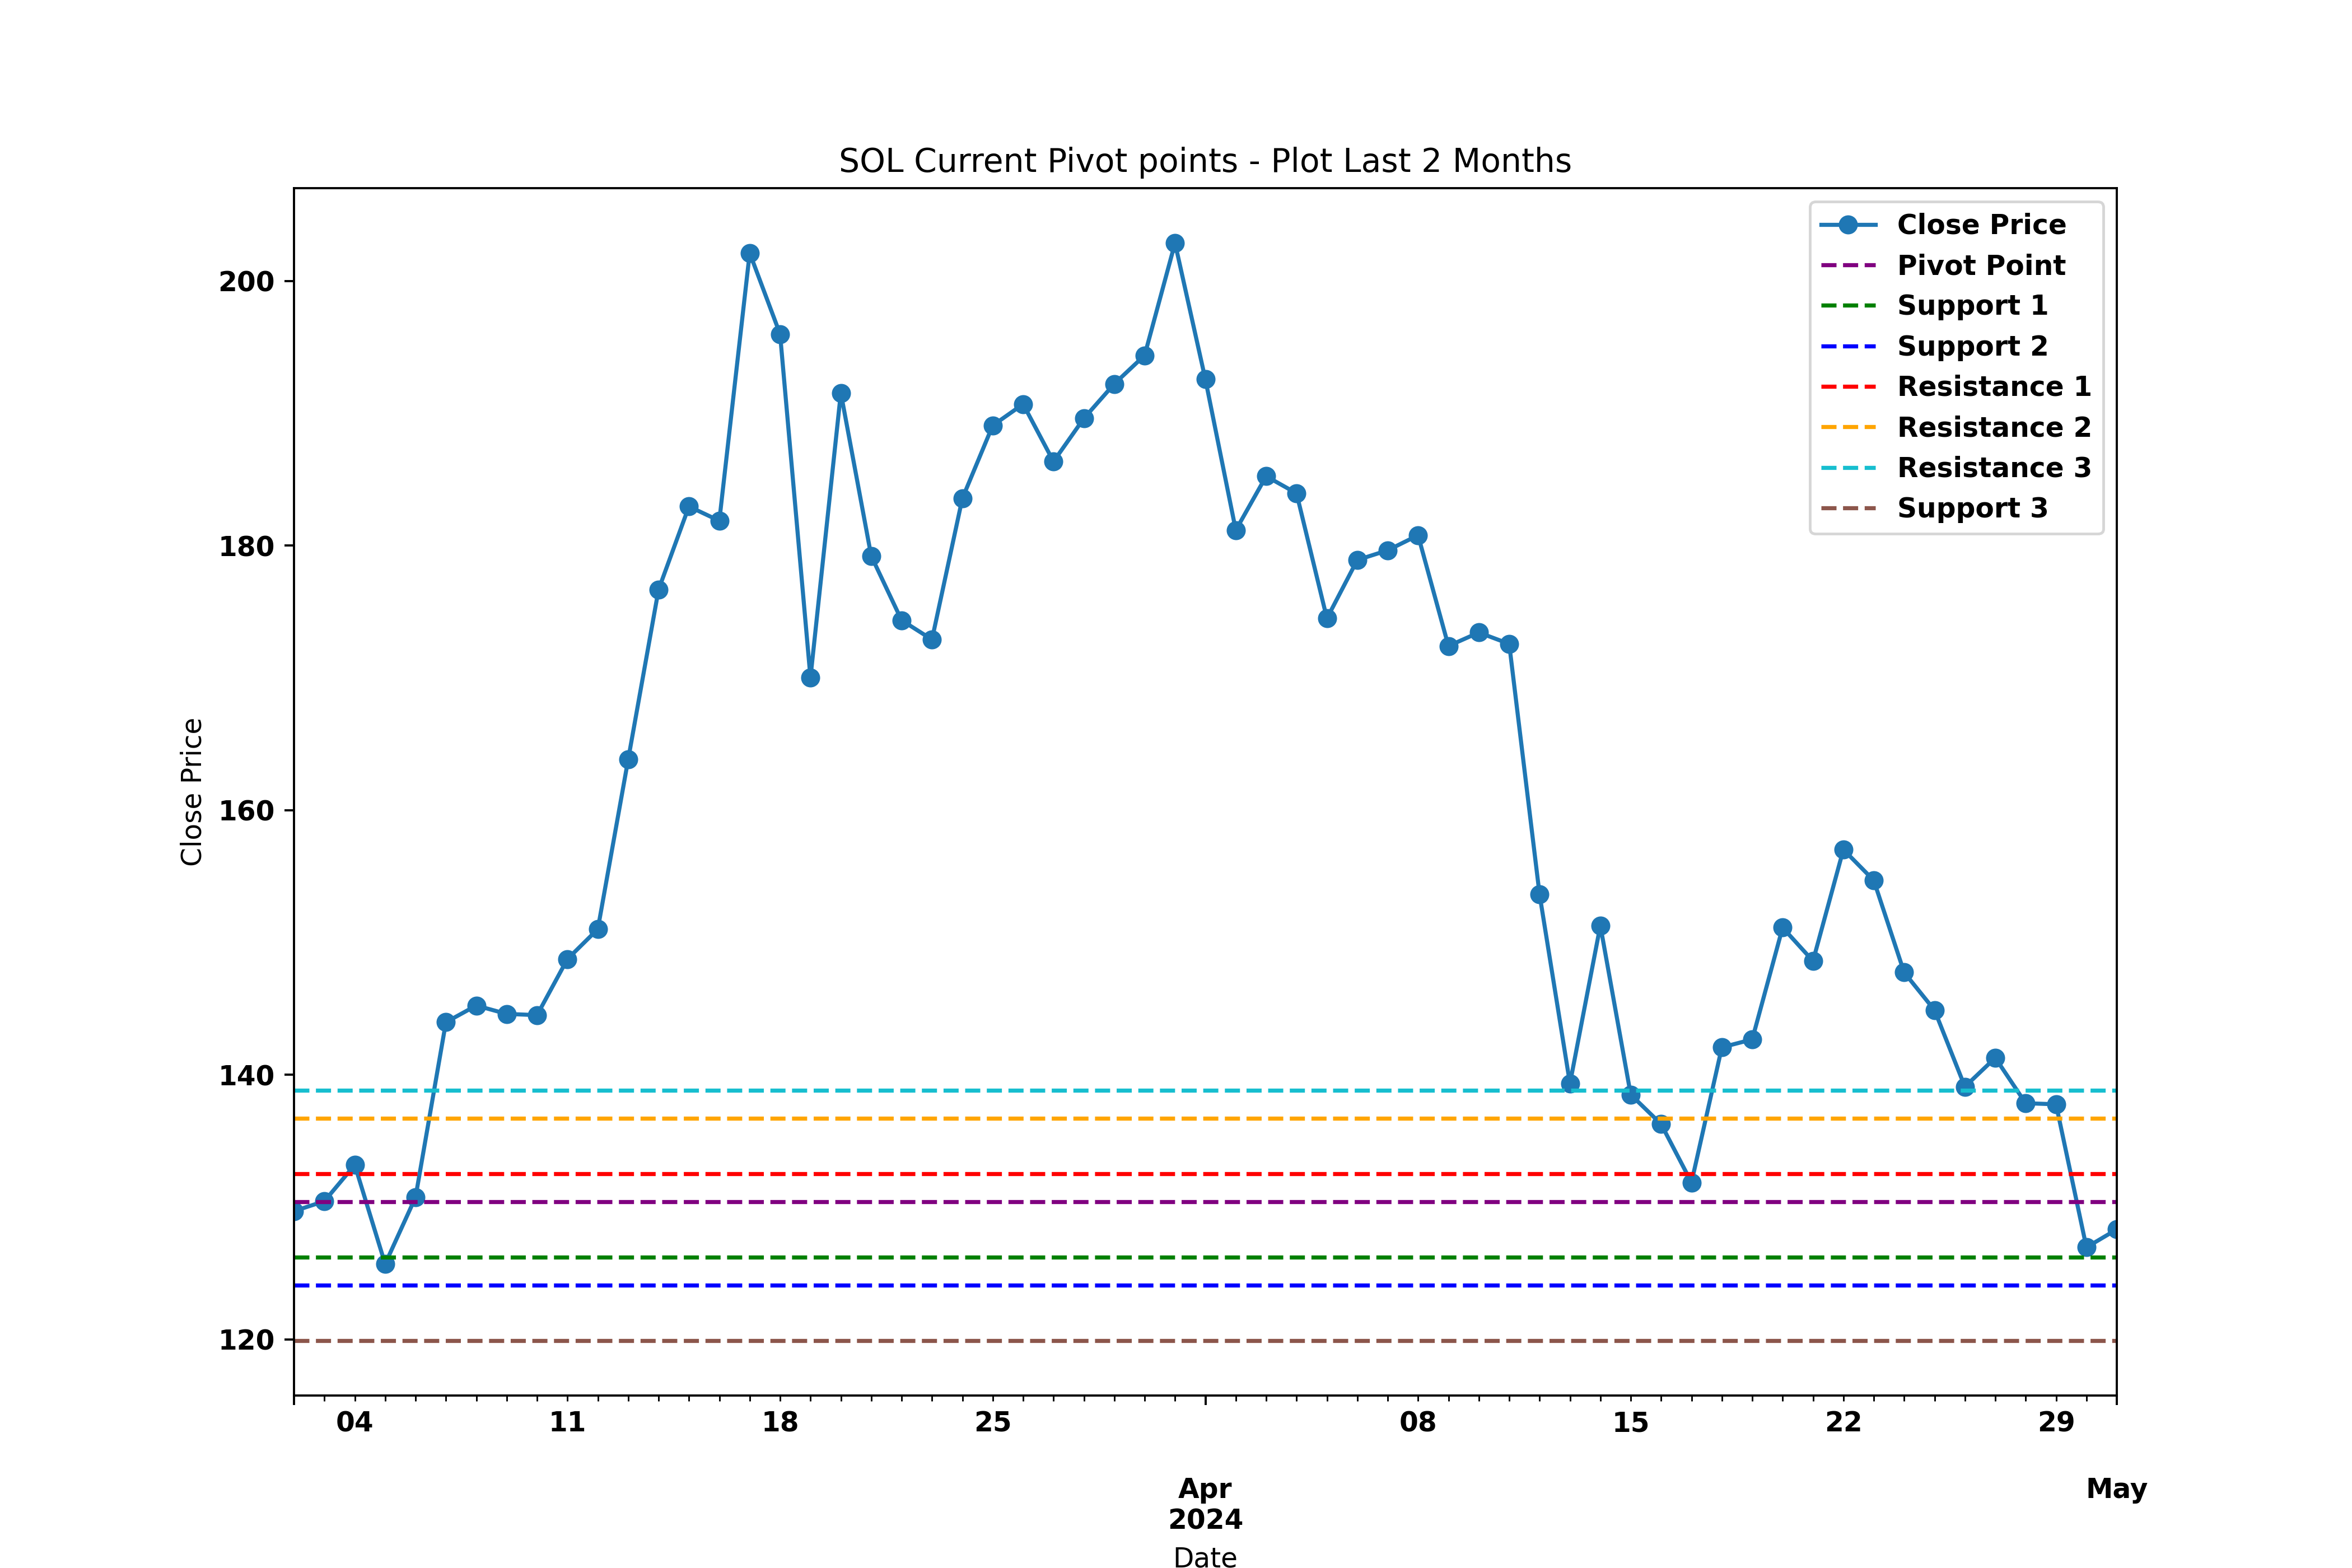 SOL Current Pivot points - Plot Last 2 Months
Close Price
Pivot Point
Support 1
Support 2
Resistance 1
Resistance 2
Resistance 3
Support 3
200
180
160
140
120
Close Price
04 11 18 25 08 15 22 29
Apr May
2024
Date